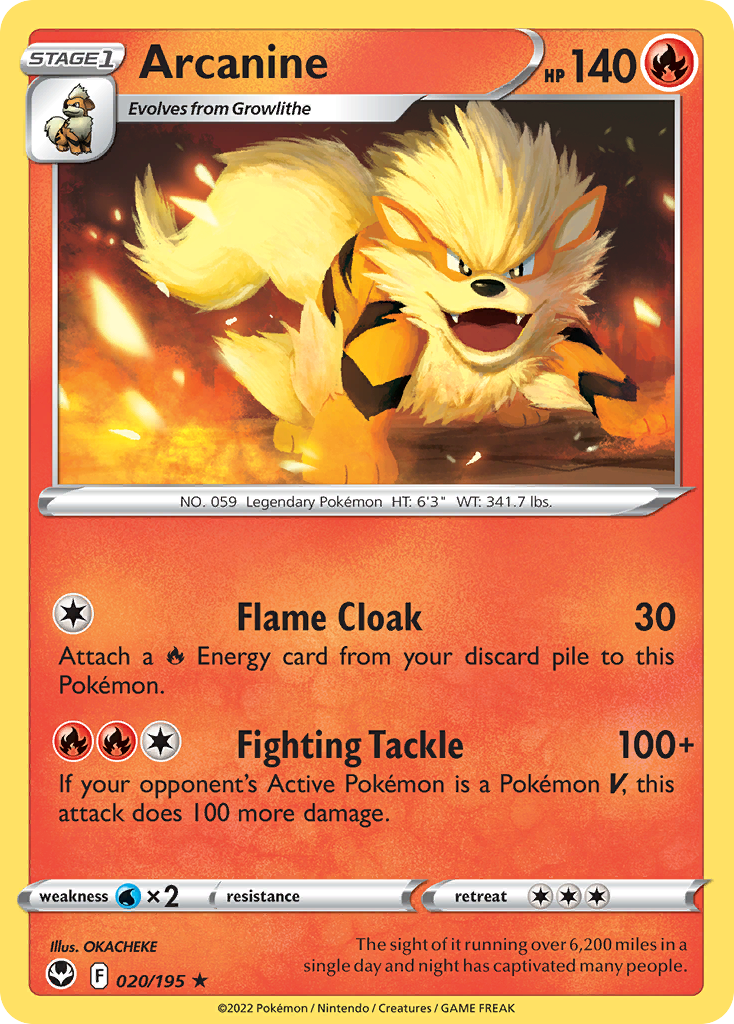 STAGE1
Arcanine
HP 140
Evolves from Growlithe
NO. 059 Legendary Pokémon HT: 6'3" WT: 341.7 lbs.
Flame Cloak 30
Attach a Energy card from your discard pile to this
Pokémon.
Fighting Tackle 100+
If your opponent's Active Pokémon is a Pokémon V, this
attack does 100 more damage.
weakness ×2 resistance retreat
Illus. OKACHEKE
The sight of it running over 6,200 miles in a
single day and night has captivated many people.
F 020/195 ★
©2022 Pokémon / Nintendo / Creatures / GAME FREAK